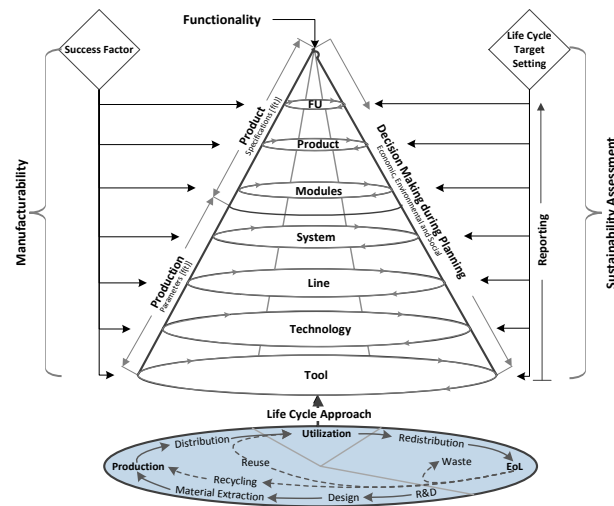 Functionality
Success Factor
Life Cycle
Target
Setting
FU
Product
Modules
System
Line
Technology
Tool
Product
Specifications [f(t)]
Production
Parameters [f(t)]
Decision Making during Planning
Economic, Environmental and Social
Manufacturability
Reporting
Sustainability Assessment
Life Cycle Approach
Distribution
Utilization
Redistribution
Production
Reuse
Waste
EoL
Recycling
Material Extraction
Design
R&D